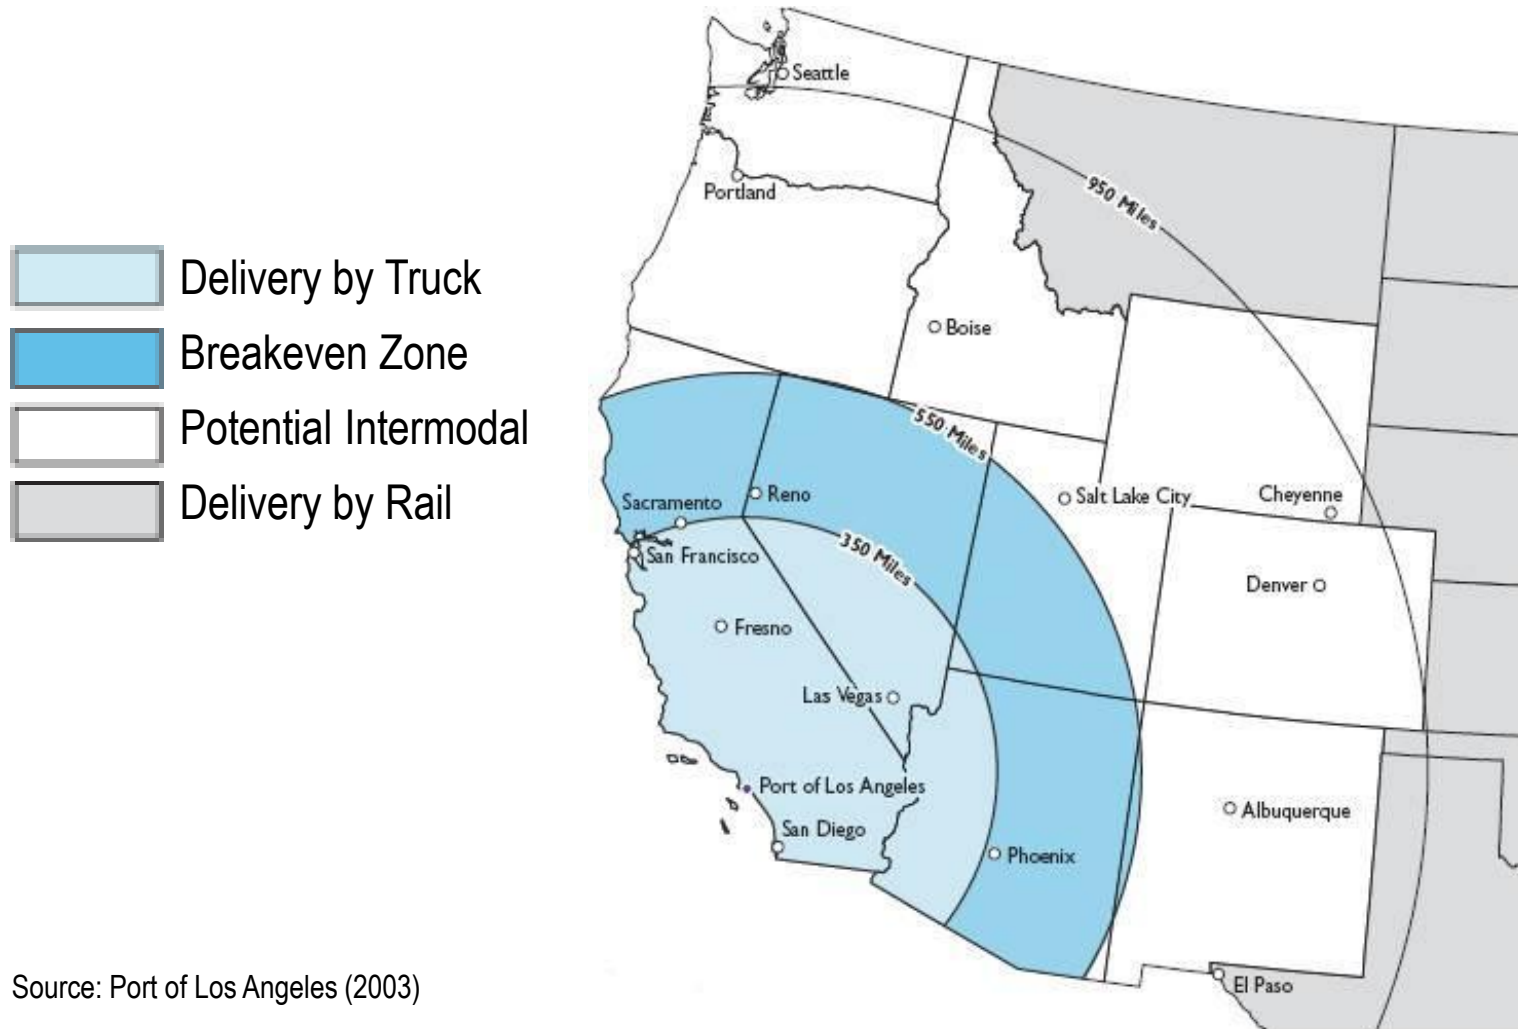 Delivery by Truck
Breakeven Zone
Potential Intermodal
Delivery by Rail
Source: Port of Los Angeles (2003)
Seattle
950 Miles
Portland
Boise
550 Miles
Sacramento
Reno
Salt Lake City
Cheyenne
San Francisco
350 Miles
Denver
Fresno
Las Vegas
Port of Los Angeles
Albuquerque
San Diego
Phoenix
El Paso